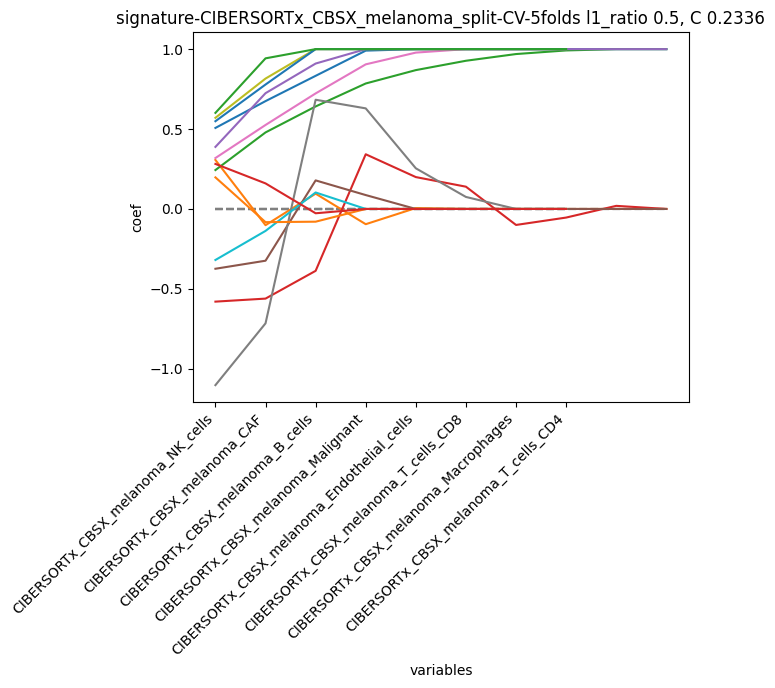 signature-CIBERSORTx_CBSX_melanoma_split-CV-5folds l1_ratio 0.5, C 0.2336
1.0
0.5
0.0
−0.5
−1.0
coef
CIBERSORTx_CBSX_melanoma_NK_cells
CIBERSORTx_CBSX_melanoma_CAF
CIBERSORTx_CBSX_melanoma_B_cells
CIBERSORTx_CBSX_melanoma_Malignant
CIBERSORTx_CBSX_melanoma_Endothelial_cells
CIBERSORTx_CBSX_melanoma_T_cells_CD8
CIBERSORTx_CBSX_melanoma_Macrophages
CIBERSORTx_CBSX_melanoma_T_cells_CD4
variables